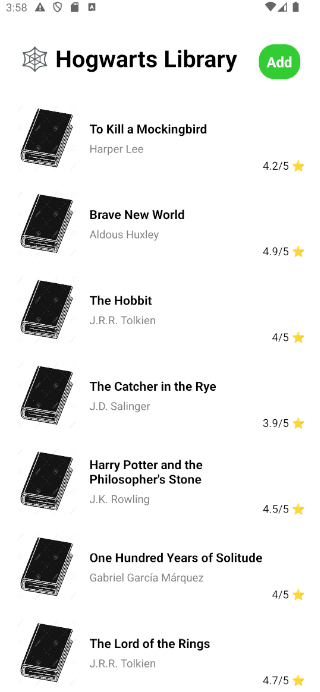 3:58
Hogwarts Library
Add
To Kill a Mockingbird
Harper Lee
4.2/5
Brave New World
Aldous Huxley
4.9/5
The Hobbit
J.R.R. Tolkien
4/5
The Catcher in the Rye
J.D. Salinger
3.9/5
Harry Potter and the
Philosopher's Stone
J.K. Rowling
4.5/5
One Hundred Years of Solitude
Gabriel García Márquez
4/5
The Lord of the Rings
J.R.R. Tolkien
4.7/5